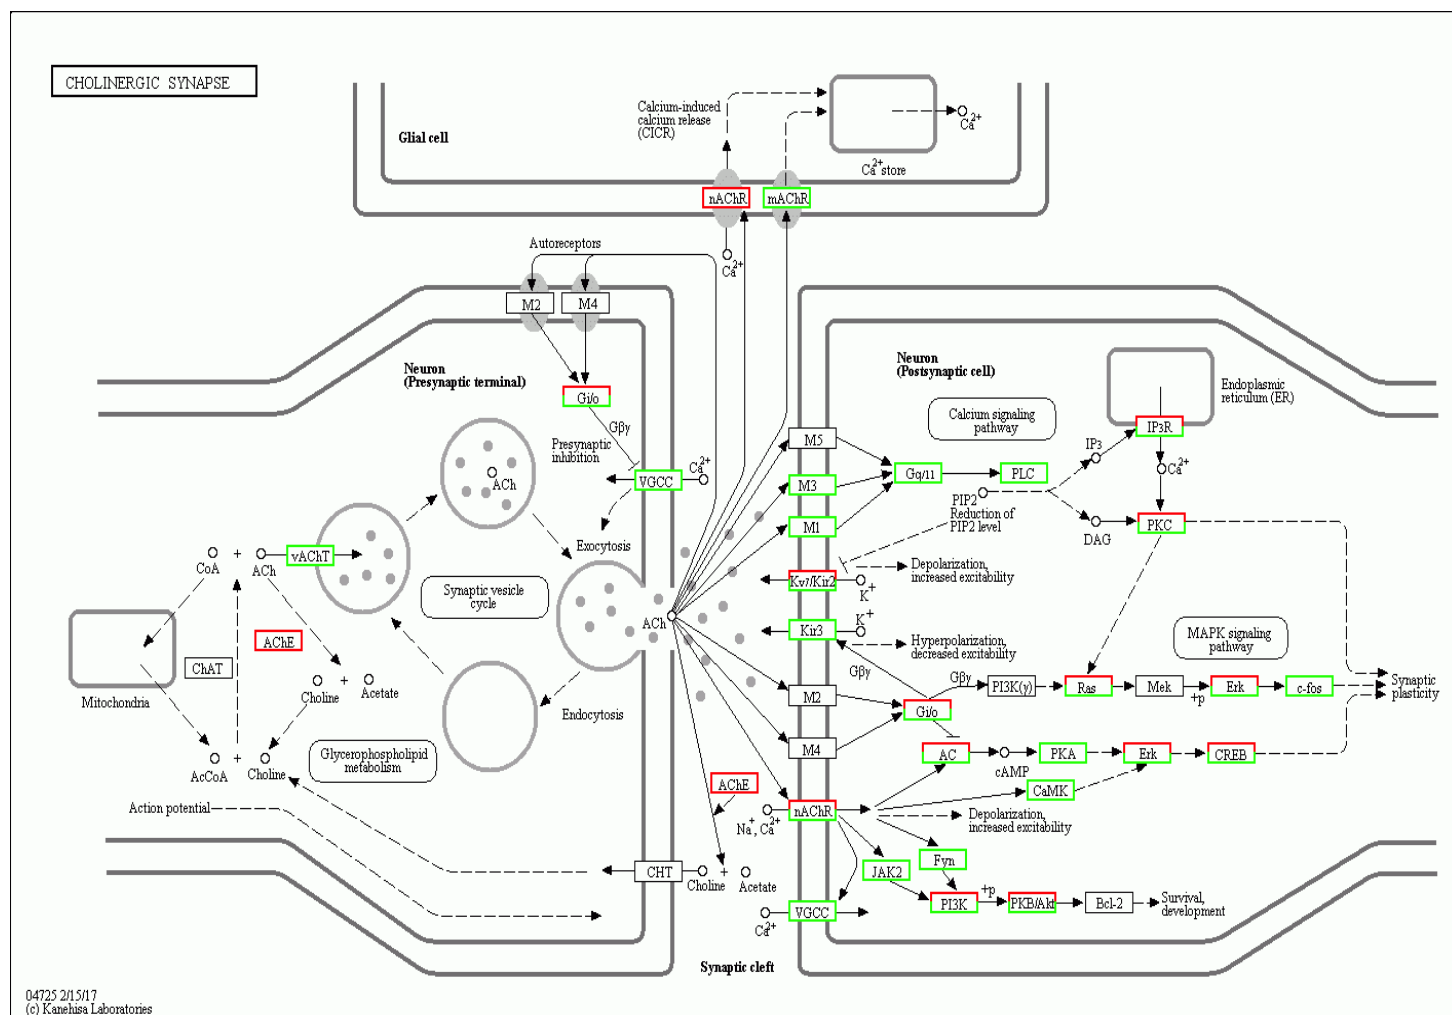 CHOLINERGIC SYNAPSE
Glial cell
Calcium-induced
calcium release
(CICR)
Ca2+
Ca2+ store
nAChR
mAChR
Ca2+
Autoreceptors
M2
M4
Neuron
(Presynaptic terminal)
Gi/o
Gβγ
Presynaptic
inhibition
VGCC
Ca2+
ACh
Exocytosis
CoA
+
ACh
vAChT
Synaptic vesicle
cycle
ACh
AChE
ChAT
Mitochondria
Choline
+
Acetate
Endocytosis
Glycerophospholipid
metabolism
AcCoA
+
Choline
Action potential
AChE
Na+, Ca2+
CHT
Choline
+
Acetate
Ca2+
Synaptic cleft
Neuron
(Postsynaptic cell)
Calcium signaling
pathway
Endoplasmic
reticulum (ER)
M5
M3
M1
Gq/11
PLC
IP3
IP3R
Ca2+
PIP2
Reduction of
PIP2 level
DAG
PKC
Kv7/Kir2
K+
Depolarization,
increased excitability
Kir3
K+
Hyperpolarization,
decreased excitability
Gβγ
MAPK signaling
pathway
M2
M4
Gi/o
Gβγ
PI3K(γ)
Ras
Mek
+p
Erk
c-fos
Synaptic
plasticity
AC
cAMP
PKA
Erk
CREB
CaMK
nAChR
Depolarization,
increased excitability
JAK2
Fyn
PI3K
+p
PKB/Akt
Bcl-2
Survival,
development
VGCC
04725 2/15/17
(c) Kanehisa Laboratories